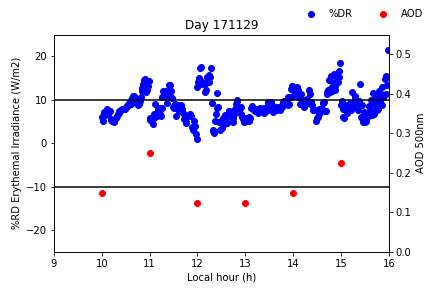 %DR AOD
Day 171129
%RD Erythemal Irradiance (W/m2)
20
10
0
−10
−20
0.5
0.4
0.3
0.2
0.1
0.0
AOD 500nm
9 10 11 12 13 14 15 16
Local hour (h)